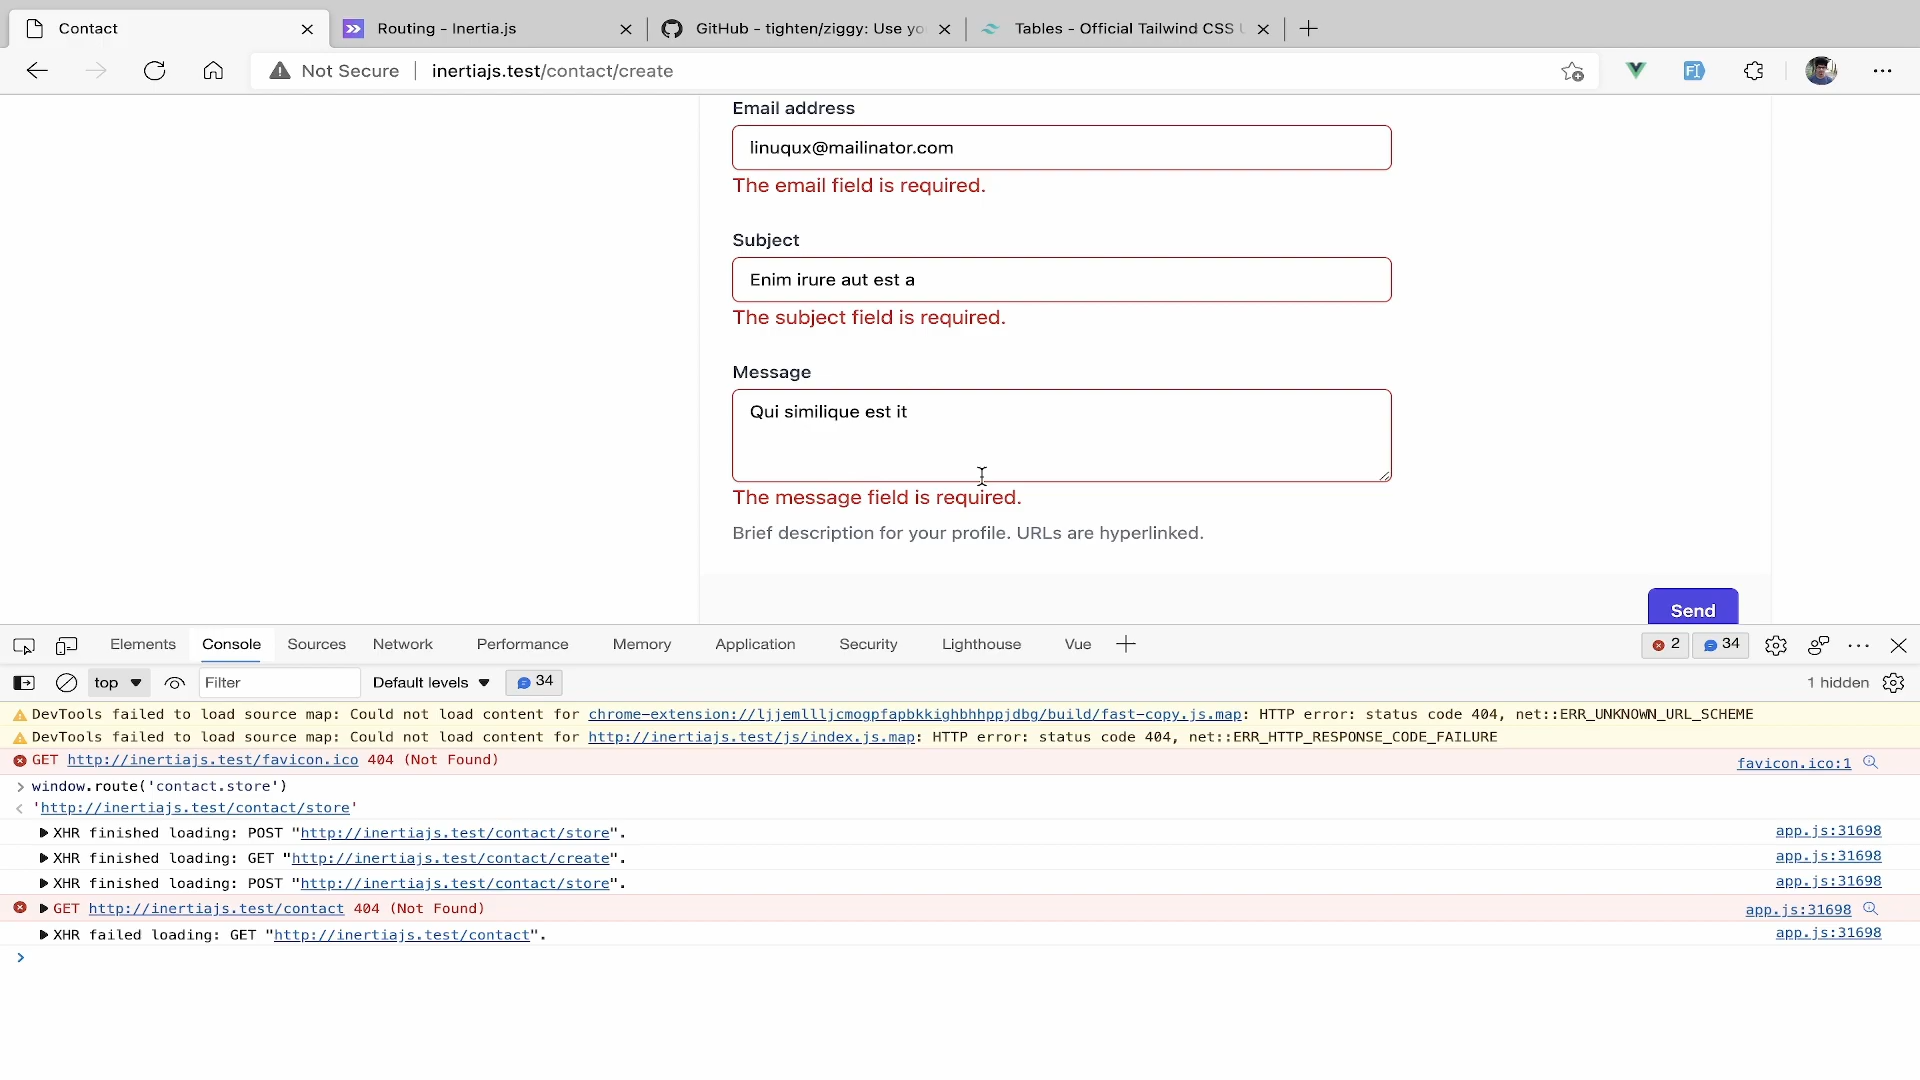 Contact
Routing - Inertia.js
GitHub - tighten/ziggy: Use yo
Tables - Official Tailwind CSS U
Not Secure
inertiajs.test/contact/create
Email address
linuqux@mailinator.com
The email field is required.
Subject
Enim irure aut est a
The subject field is required.
Message
Qui similique est it
The message field is required.
Brief description for your profile. URLs are hyperlinked.
Send
Elements Console Sources Network Performance Memory Application Security Lighthouse Vue
2 34
top Filter Default levels 34 1 hidden
DevTools failed to load source map: Could not load content for chrome-extension://ljjemllljcmogpfapbkkighbhhppjdbg/build/fast-copy.js.map: HTTP error: status code 404, net::ERR_UNKNOWN_URL_SCHEME
DevTools failed to load source map: Could not load content for http://inertiajs.test/js/index.js.map: HTTP error: status code 404, net::ERR_HTTP_RESPONSE_CODE_FAILURE
GET http://inertiajs.test/favicon.ico 404 (Not Found) favicon.ico:1
window.route('contact.store')
'http://inertiajs.test/contact/store'
XHR finished loading: POST "http://inertiajs.test/contact/store". app.js:31698
XHR finished loading: GET "http://inertiajs.test/contact/create". app.js:31698
XHR finished loading: POST "http://inertiajs.test/contact/store". app.js:31698
GET http://inertiajs.test/contact 404 (Not Found) app.js:31698
XHR failed loading: GET "http://inertiajs.test/contact". app.js:31698